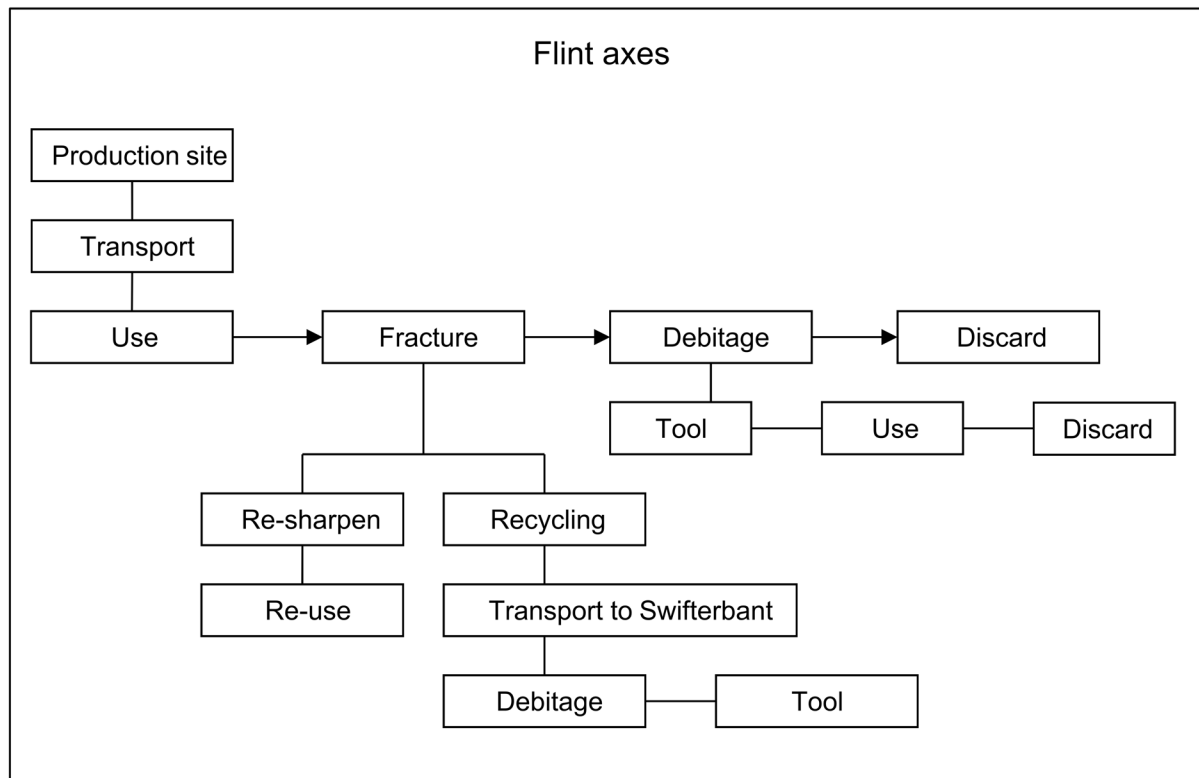 Flint axes
Production site
Transport
Use
Fracture
Debitage
Discard
Tool
Use
Discard
Re-sharpen
Recycling
Re-use
Transport to Swifterbant
Debitage
Tool